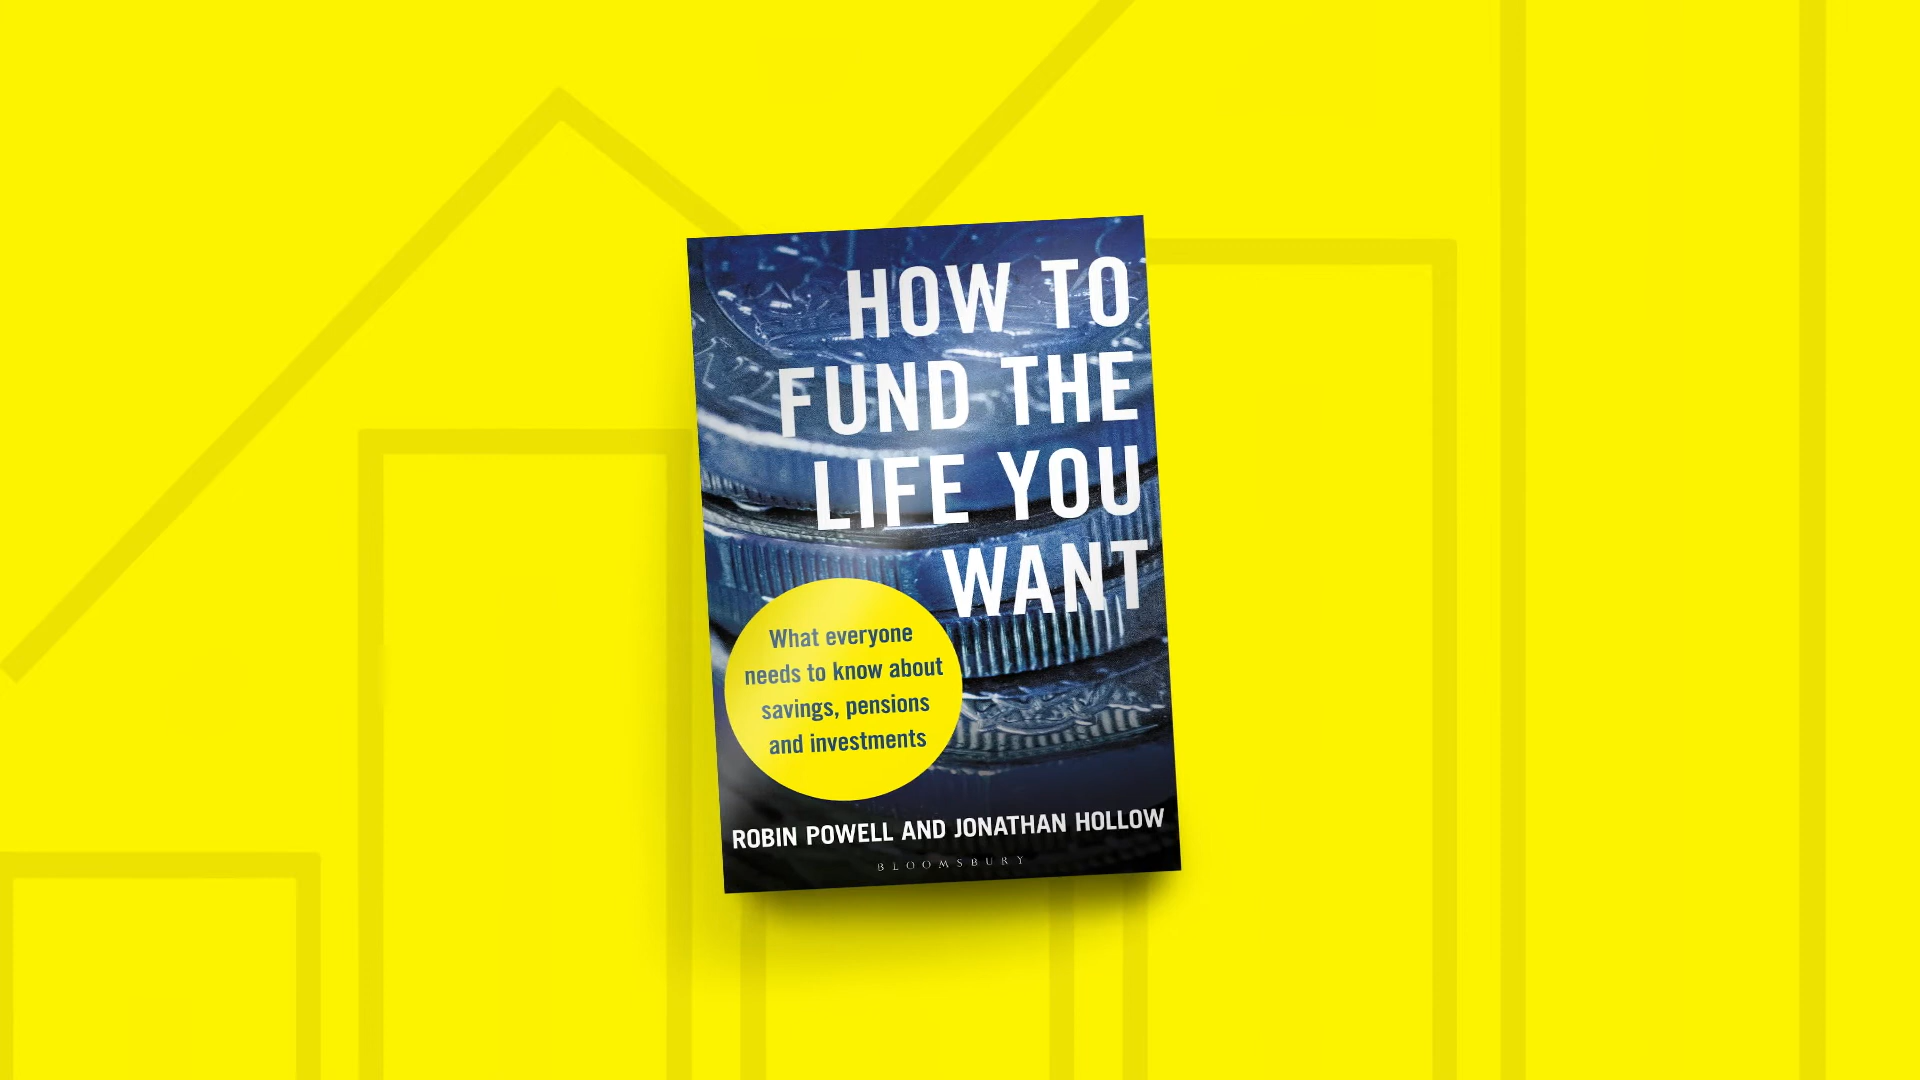 HOW TO
FUND THE
LIFE YOU
WANT
What everyone
needs to know about
savings, pensions
and investments
ROBIN POWELL AND JONATHAN HOLLOW
BLOOMSBURY